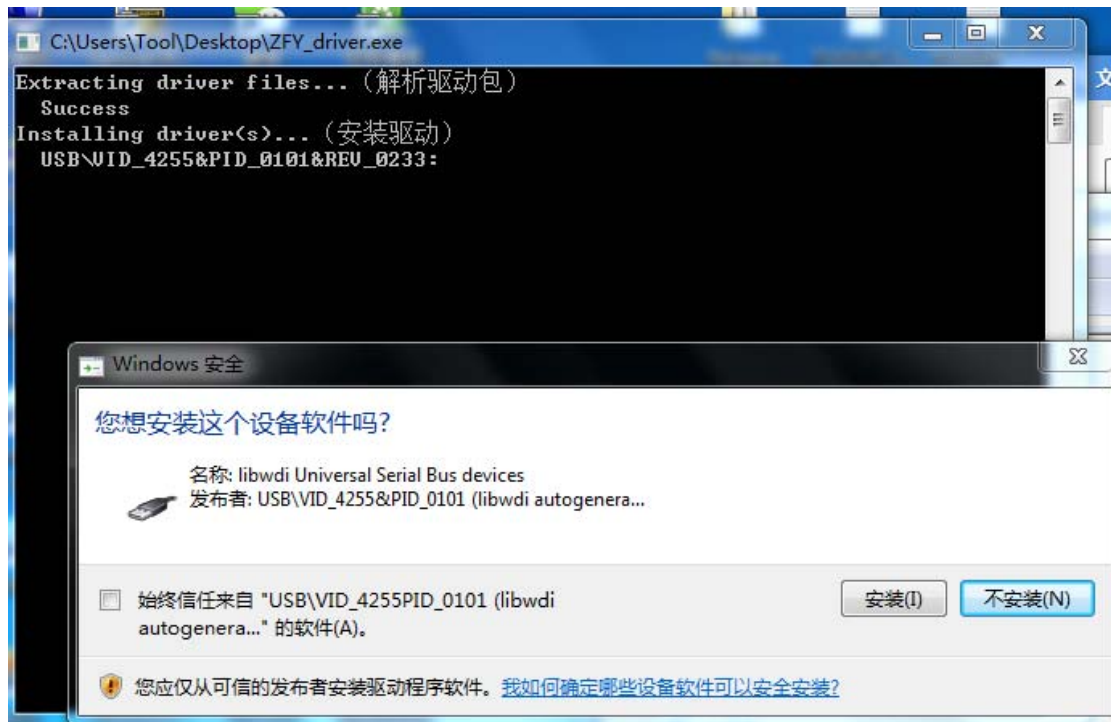 C:\Users\Tool\Desktop\ZFY_driver.exe
Extracting driver files...（解析驱动包）
Success
Installing driver(s)...（安装驱动）
USB\VID_4255&PID_0101&REV_0233:
文
Windows 安全
您想安装这个设备软件吗?
名称: libwdi Universal Serial Bus devices
发布者: USB\VID_4255&PID_0101 (libwdi autogenera...
始终信任来自 "USB\VID_4255PID_0101 (libwdi
autogenera..." 的软件(A)。
安装(I)
不安装(N)
您应仅从可信的发布者安装驱动程序软件。我如何确定哪些设备软件可以安全安装?